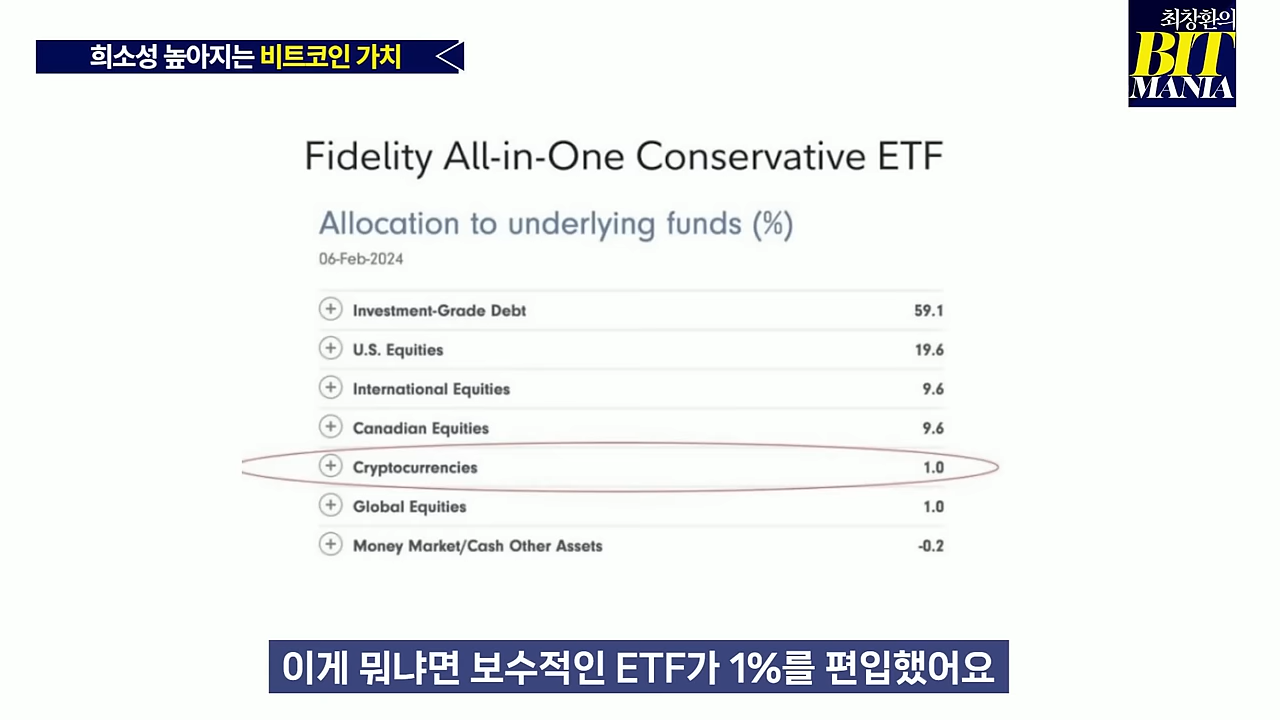 희소성 높아지는 비트코인 가치
최창환의
BIT
MANIA
Fidelity All-in-One Conservative ETF
Allocation to underlying funds (%)
06-Feb-2024
Investment-Grade Debt 59.1
U.S. Equities 19.6
International Equities 9.6
Canadian Equities 9.6
Cryptocurrencies 1.0
Global Equities 1.0
Money Market/Cash Other Assets -0.2
이게 뭐냐면 보수적인 ETF가 1%를 편입했어요